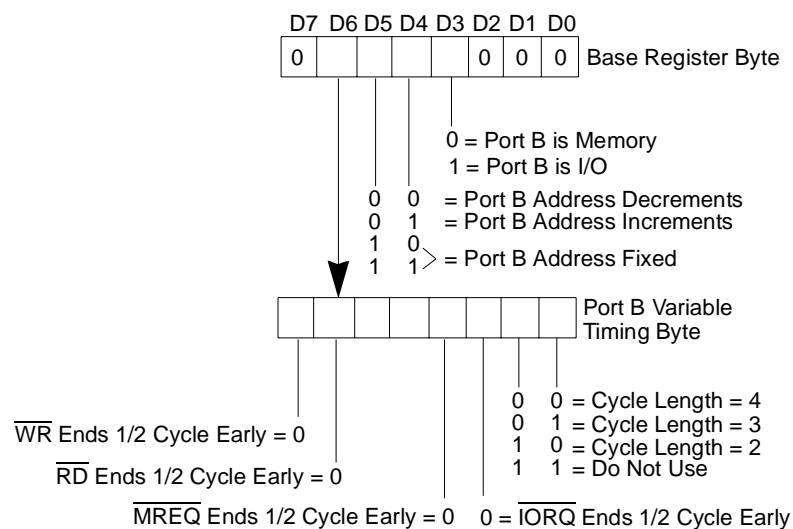 D7 D6 D5 D4 D3 D2 D1 D0
0 0 0 0 Base Register Byte
0 = Port B is Memory
1 = Port B is I/O
0 0 = Port B Address Decrements
0 1 = Port B Address Increments
1 0
1 1 > = Port B Address Fixed
Port B Variable
Timing Byte
0 0 = Cycle Length = 4
0 1 = Cycle Length = 3
1 0 = Cycle Length = 2
1 1 = Do Not Use
W̅R̅ Ends 1/2 Cycle Early = 0
R̅D̅ Ends 1/2 Cycle Early = 0
M̅R̅E̅Q̅ Ends 1/2 Cycle Early = 0 0 = I̅O̅R̅Q̅ Ends 1/2 Cycle Early